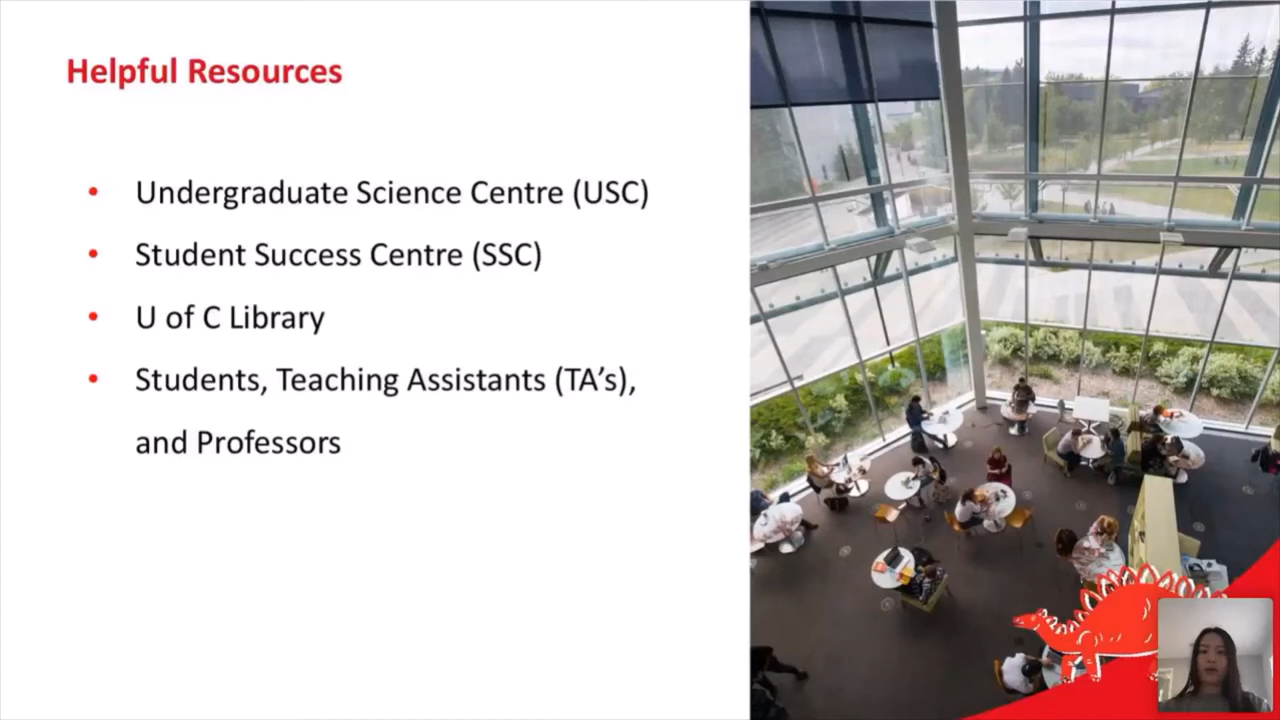 Helpful Resources
Undergraduate Science Centre (USC)
Student Success Centre (SSC)
U of C Library
Students, Teaching Assistants (TA’s),
and Professors